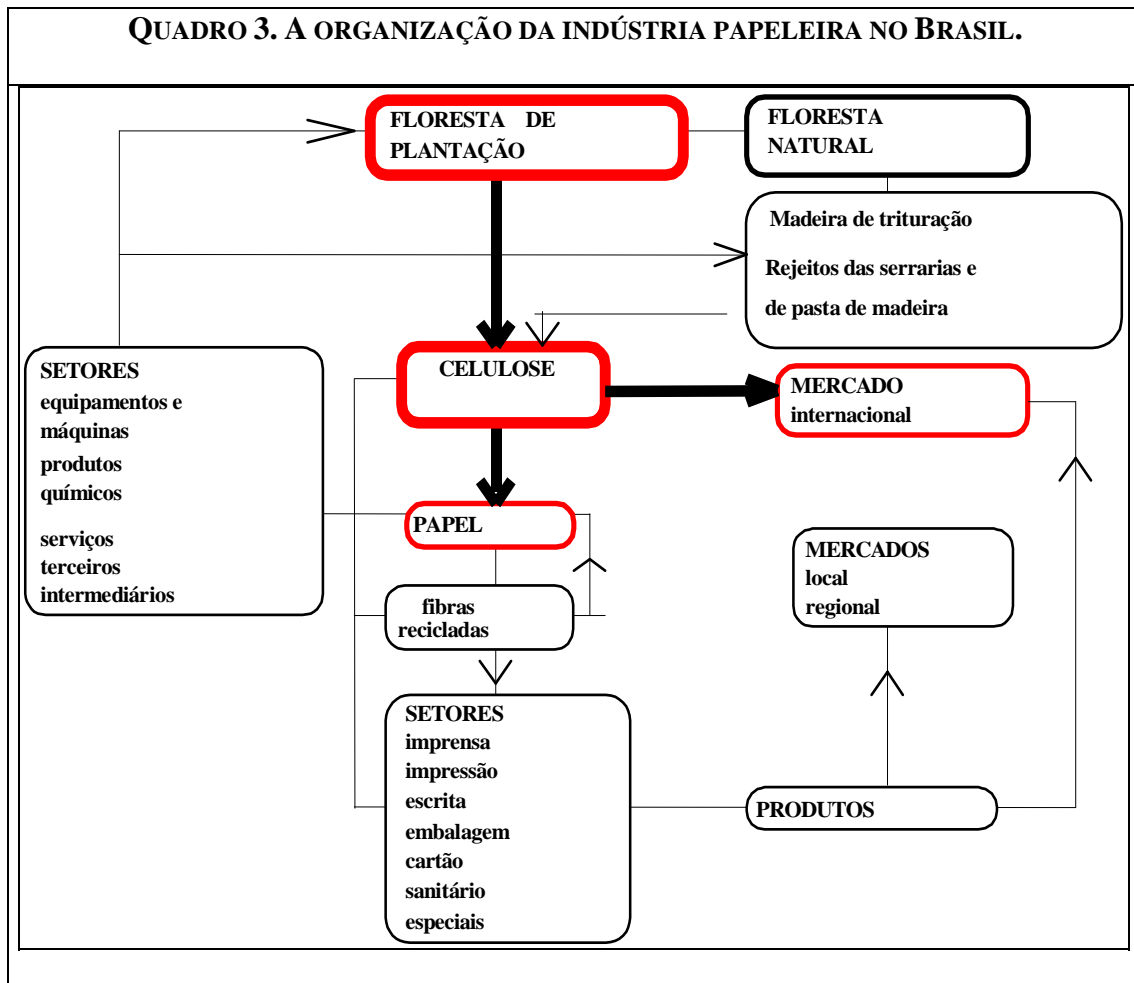 QUADRO 3. A ORGANIZAÇÃO DA INDÚSTRIA PAPELEIRA NO BRASIL.
FLORESTA DE
PLANTAÇÃO
FLORESTA
NATURAL
Madeira de trituração
Rejeitos das serrarias e
de pasta de madeira
CELULOSE
MERCADO
internacional
SETORES
equipamentos e
máquinas
produtos
químicos
serviços
terceiros
intermediários
PAPEL
MERCADOS
local
regional
fibras
recicladas
SETORES
imprensa
impressão
escrita
embalagem
cartão
sanitário
especiais
PRODUTOS